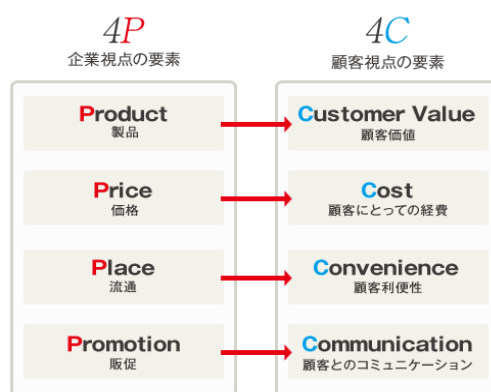 4P
企業視点の要素
Product
製品
Price
価格
Place
流通
Promotion
販促
4C
顧客視点の要素
Customer Value
顧客価値
Cost
顧客にとっての経費
Convenience
顧客利便性
Communication
顧客とのコミュニケーション